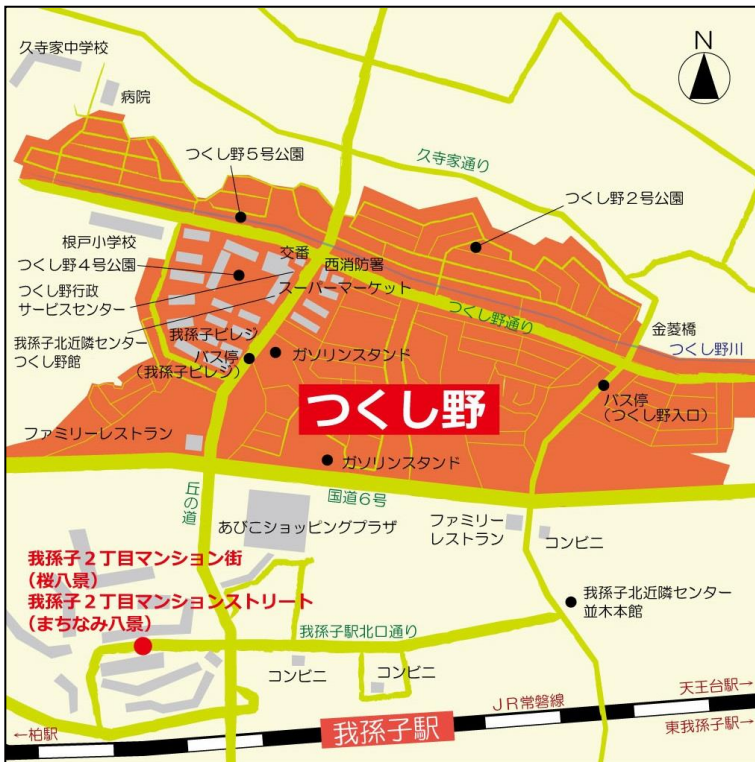 久寺家中学校
N
病院
つくし野5号公園
久寺家通り
つくし野2号公園
根戸小学校
交番
西消防署
つくし野4号公園
スーパーマーケット
つくし野行政
サービスセンター
つくし野通り
金菱橋
我孫子北近隣センター
つくし野館
我孫子ビレジ
つくし野川
バス停
(我孫子ビレジ)
ガソリンスタンド
つくし野
バス停
(つくし野入口)
ファミリーレストラン
ガソリンスタンド
国道6号
丘の道
あびこショッピングプラザ
ファミリー
レストラン
コンビニ
我孫子2丁目マンション街
(桜八景)
我孫子2丁目マンションストリート
(まちなみ八景)
我孫子北近隣センター
並木本館
我孫子駅北口通り
コンビニ
コンビニ
天王台駅→
JR常磐線
←柏駅
我孫子駅
東我孫子駅→